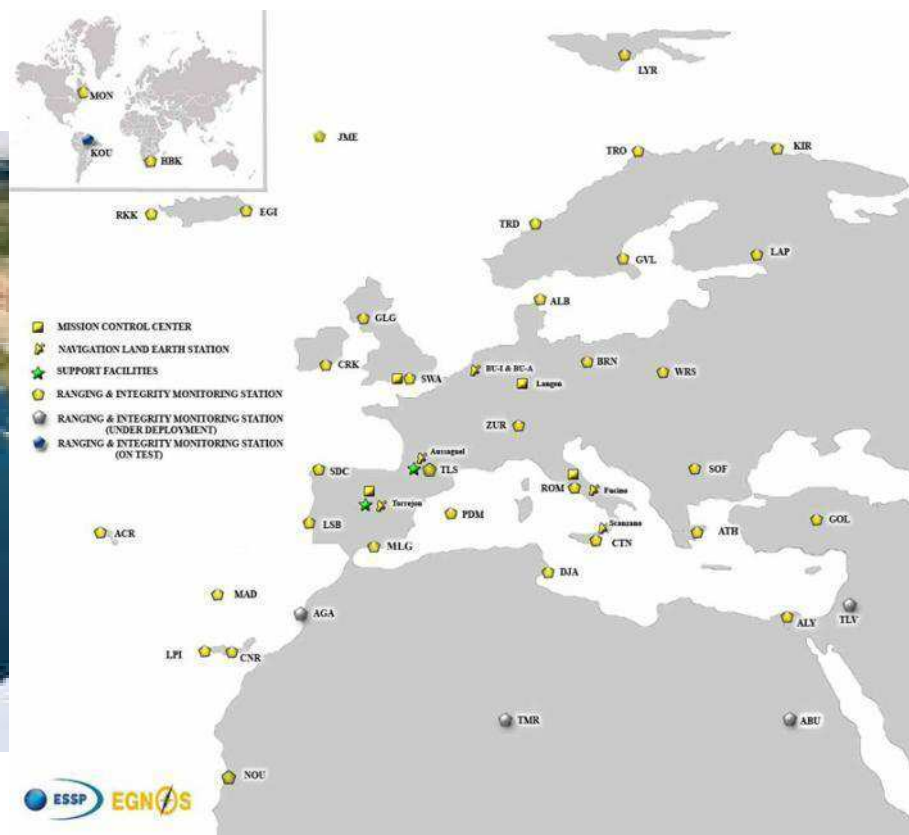 LYR
MON
KOU
HBK
JME
TRO
KIR
RKK
EGI
TRD
GVL
LAP
ALB
GLG
MISSION CONTROL CENTER
NAVIGATION LAND EARTH STATION
SUPPORT FACILITIES
RANGING & INTEGRITY MONITORING STATION
RANGING & INTEGRITY MONITORING STATION
(UNDER DEPLOYMENT)
RANGING & INTEGRITY MONITORING STATION
(ON TEST)
CRK
SWA
BU-I & BU-A
Langen
BRN
WRS
ZUR
Aussaguel
SDC
TLS
ROM
Fucino
SOF
Torrejon
LSB
PDM
Scanzano
CTN
ATH
GOL
ACR
MLG
DJA
MAD
AGA
ALY
TLV
LPI
CNR
TMR
ABU
NOU
ESSP
EGNOS